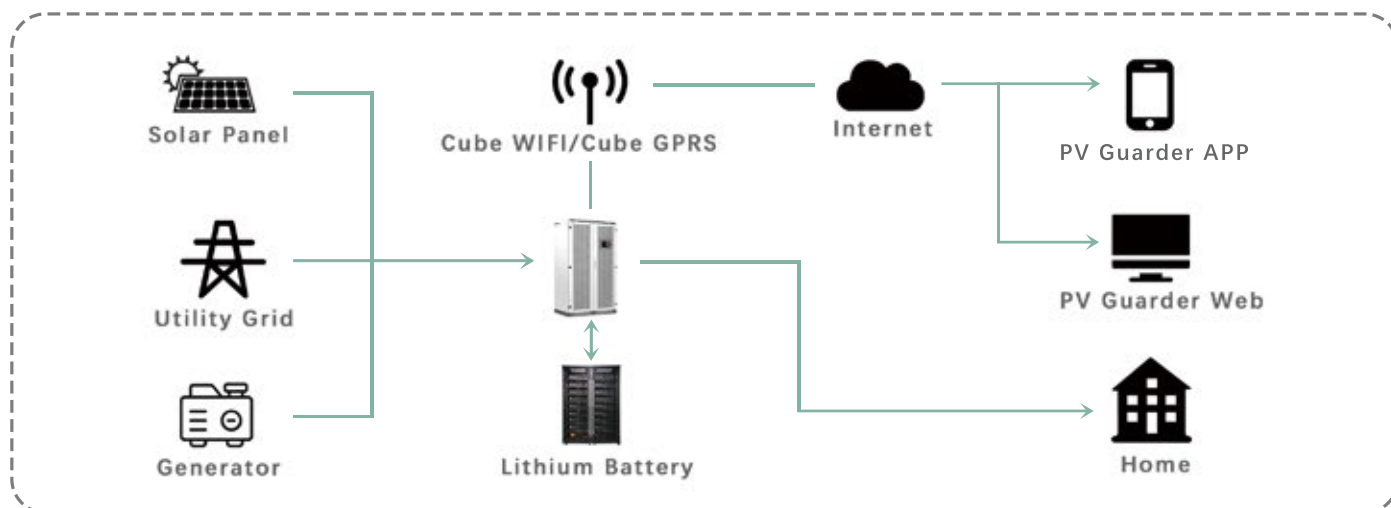 Solar Panel
Cube WIFI/Cube GPRS
Internet
PV Guarder APP
Utility Grid
PV Guarder Web
Generator
Lithium Battery
Home